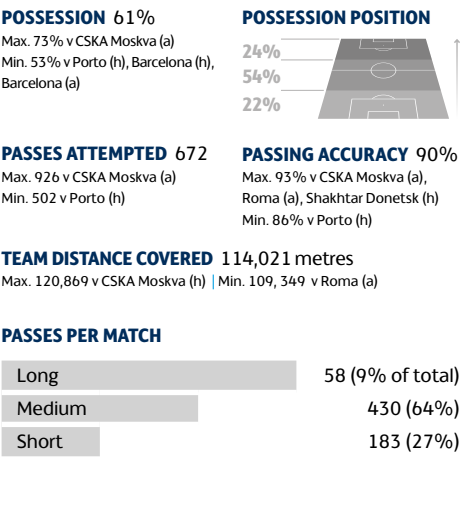 POSSESSION 61%
Max. 73% v CSKA Moskva (a)
Min. 53% v Porto (h), Barcelona (h),
Barcelona (a)
POSSESSION POSITION
24%
54%
22%
PASSES ATTEMPTED 672
Max. 926 v CSKA Moskva (a)
Min. 502 v Porto (h)
PASSING ACCURACY 90%
Max. 93% v CSKA Moskva (a),
Roma (a), Shakhtar Donetsk (h)
Min. 86% v Porto (h)
TEAM DISTANCE COVERED 114,021 metres
Max. 120,869 v CSKA Moskva (h) | Min. 109, 349 v Roma (a)
PASSES PER MATCH
Long 58 (9% of total)
Medium 430 (64%)
Short 183 (27%)